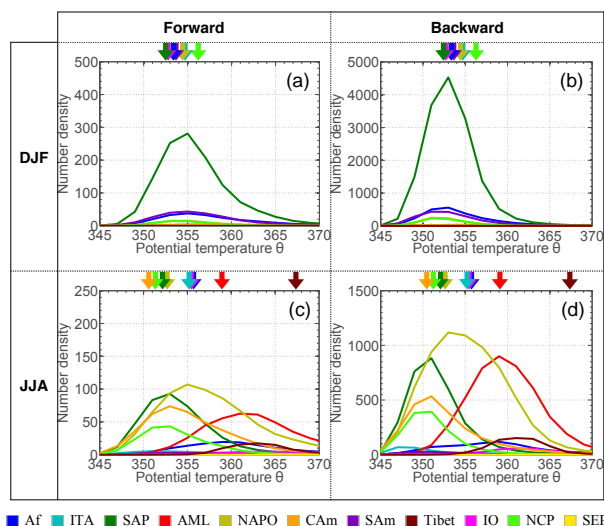 Forward Backward
DJF
(a)
Number density
500
400
300
200
100
0
345 350 355 360 365 370
Potential temperature θ
(b)
Number density
5000
4000
3000
2000
1000
0
345 350 355 360 365 370
Potential temperature θ
JJA
(c)
Number density
250
200
150
100
50
0
345 350 355 360 365 370
Potential temperature θ
(d)
Number density
1500
1000
500
0
345 350 355 360 365 370
Potential temperature θ
Af ITA SAP AML NAPO CAm SAm Tibet IO NCP SEP